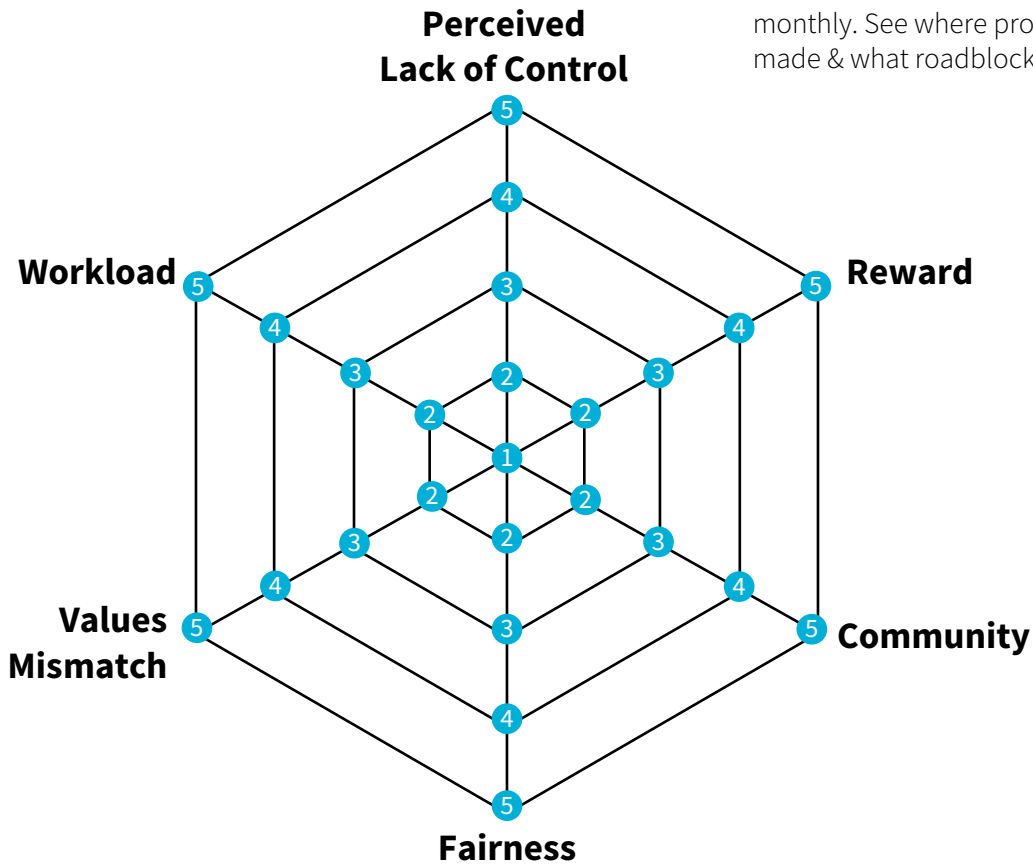 monthly. See where pro
made & what roadblock
Perceived
Lack of Control
5
4
Workload
5
Reward
5
3
4
4
3
3
2
2
2
1
2
2
2
3
3
4
4
Values
Mismatch
5
3
5
Community
4
5
Fairness